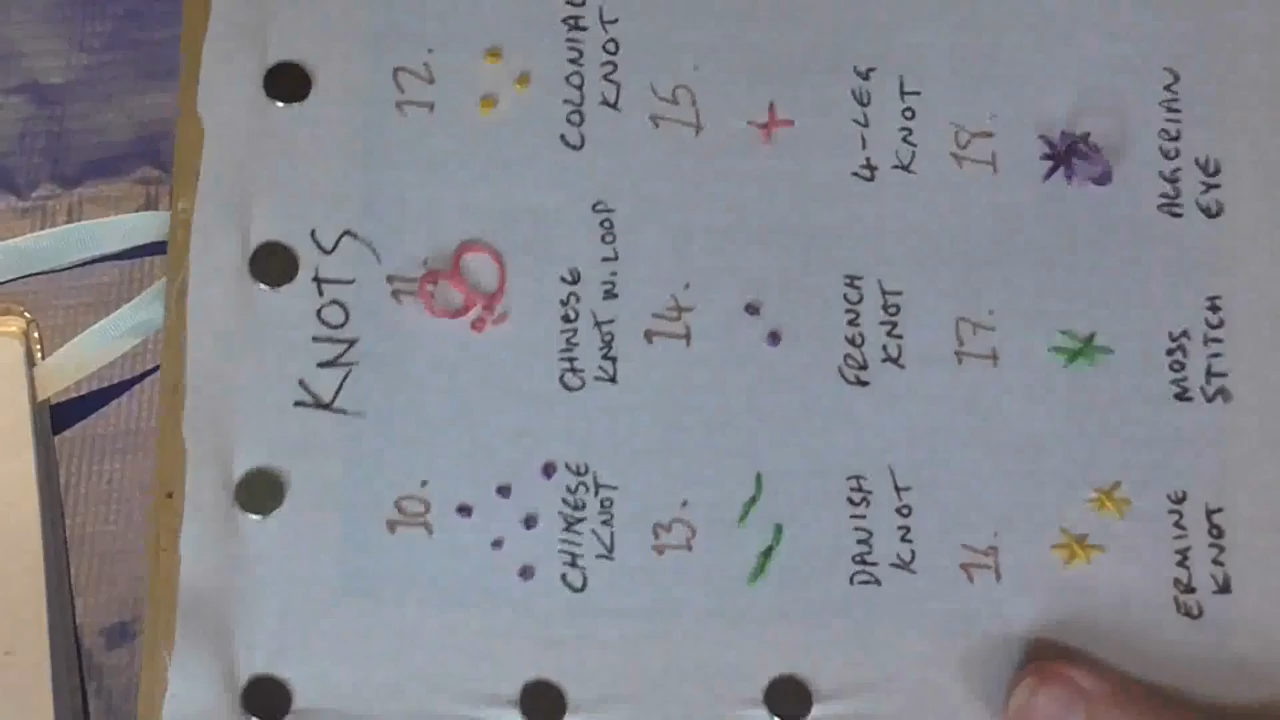 KNOTS
10.
11.
12.
CHINESE
KNOT
CHINESE
KNOT W. LOOP
COLONIAL
KNOT
13.
14.
15.
DANISH
KNOT
FRENCH
KNOT
4-LEG
KNOT
16.
17.
18.
ERMINE
KNOT
MOSS
STITCH
ALGERIAN
EYE